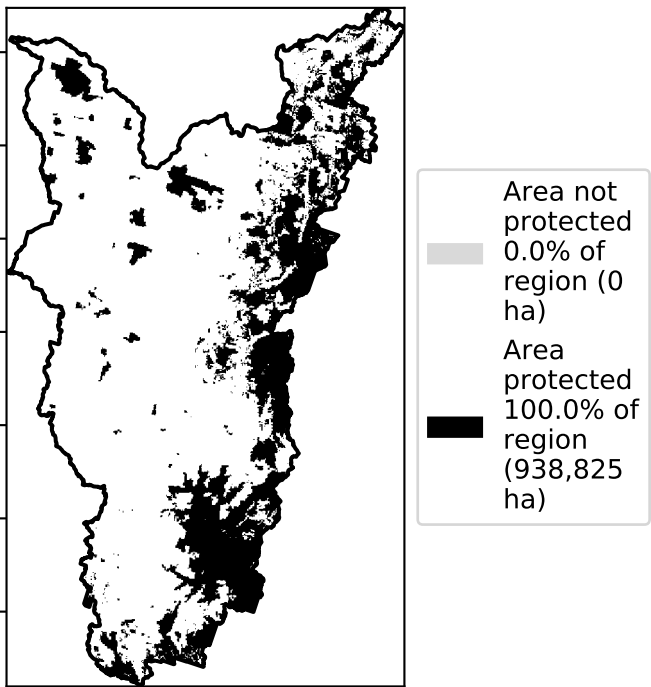 Area not
protected
0.0% of
region (0
ha)
Area
protected
100.0% of
region
(938,825
ha)